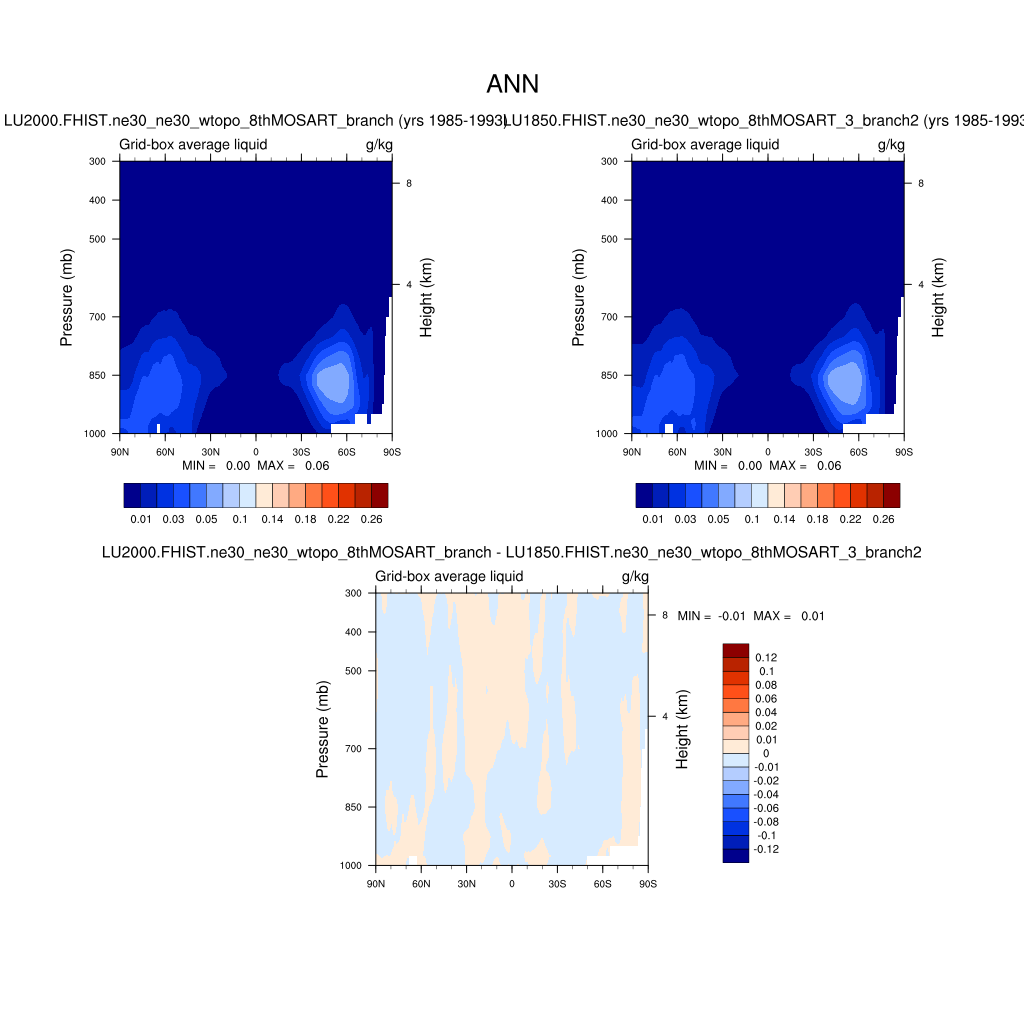 ANN
LU2000.FHIST.ne30_ne30_wtopo_8thMOSART_branch (yrs 1985-1993)
LU1850.FHIST.ne30_ne30_wtopo_8thMOSART_3_branch2 (yrs 1985-1993
Grid-box average liquid g/kg
300
400
500
700
850
1000
Pressure (mb)
8
4
Height (km)
90N 60N 30N 0 30S 60S 90S
MIN = 0.00 MAX = 0.06
0.01 0.03 0.05 0.1 0.14 0.18 0.22 0.26
Grid-box average liquid g/kg
300
400
500
700
850
1000
Pressure (mb)
8
4
Height (km)
90N 60N 30N 0 30S 60S 90S
MIN = 0.00 MAX = 0.06
0.01 0.03 0.05 0.1 0.14 0.18 0.22 0.26
LU2000.FHIST.ne30_ne30_wtopo_8thMOSART_branch - LU1850.FHIST.ne30_ne30_wtopo_8thMOSART_3_branch2
Grid-box average liquid g/kg
300
400
500
700
850
1000
Pressure (mb)
8
4
Height (km)
90N 60N 30N 0 30S 60S 90S
MIN = -0.01 MAX = 0.01
0.12
0.1
0.08
0.06
0.04
0.02
0.01
0
-0.01
-0.02
-0.04
-0.06
-0.08
-0.1
-0.12